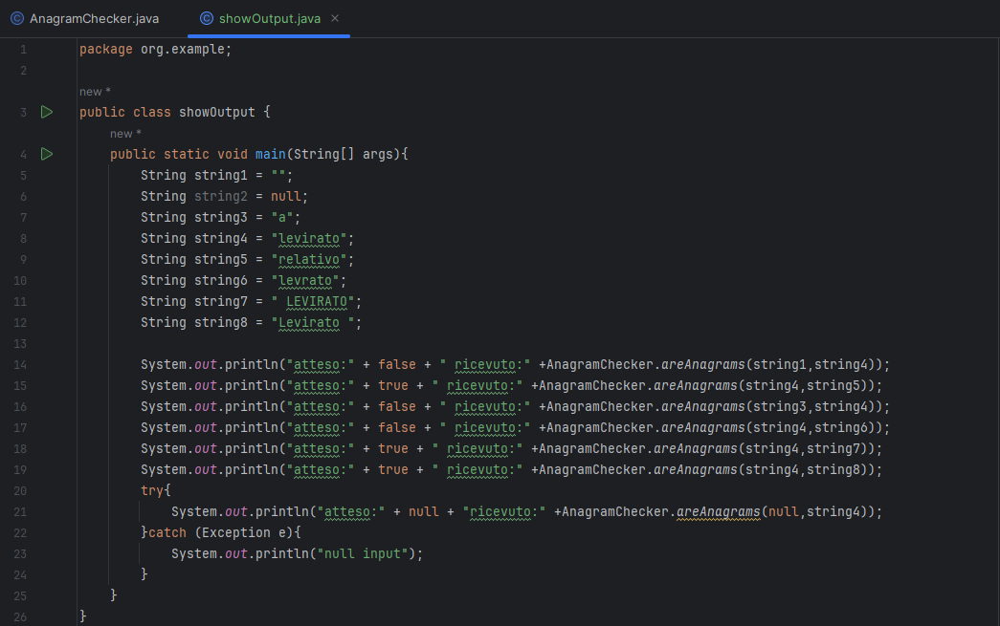 AnagramChecker.java showOutput.java
1 package org.example;
2
new *
3 public class showOutput {
new *
4 public static void main(String[] args){
5 String string1 = "";
6 String string2 = null;
7 String string3 = "a";
8 String string4 = "levirato";
9 String string5 = "relativo";
10 String string6 = "levrato";
11 String string7 = " LEVIRATO";
12 String string8 = "Levirato ";
13
14 System.out.println("atteso:" + false + " ricevuto:" +AnagramChecker.areAnagrams(string1,string4));
15 System.out.println("atteso:" + true + " ricevuto:" +AnagramChecker.areAnagrams(string4,string5));
16 System.out.println("atteso:" + false + " ricevuto:" +AnagramChecker.areAnagrams(string3,string4));
17 System.out.println("atteso:" + false + " ricevuto:" +AnagramChecker.areAnagrams(string4,string6));
18 System.out.println("atteso:" + true + " ricevuto:" +AnagramChecker.areAnagrams(string4,string7));
19 System.out.println("atteso:" + true + " ricevuto:" +AnagramChecker.areAnagrams(string4,string8));
20 try{
21 System.out.println("atteso:" + null + "ricevuto:" +AnagramChecker.areAnagrams(null,string4));
22 }catch (Exception e){
23 System.out.println("null input");
24 }
25 }
26 }